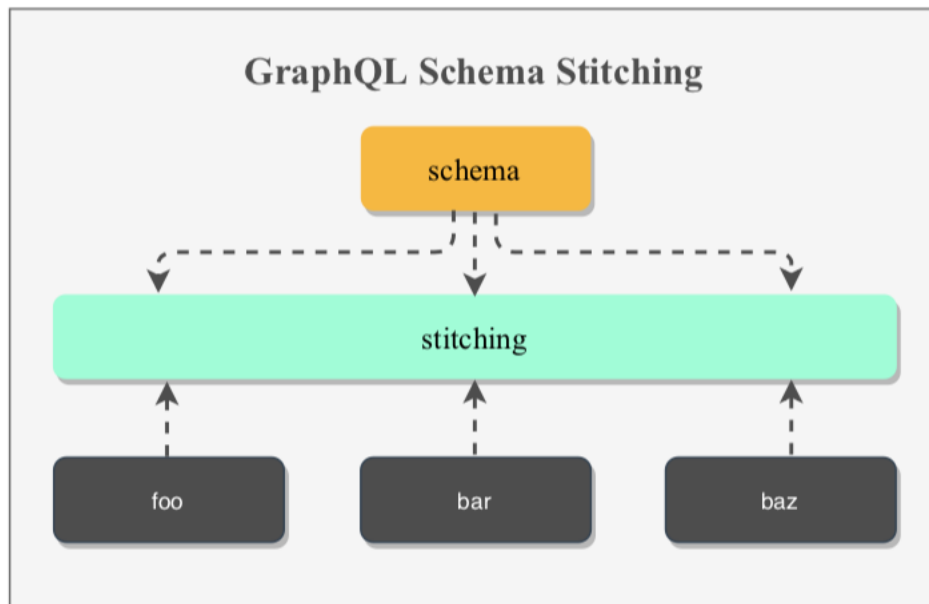 GraphQL Schema Stitching
schema
stitching
foo
bar
baz